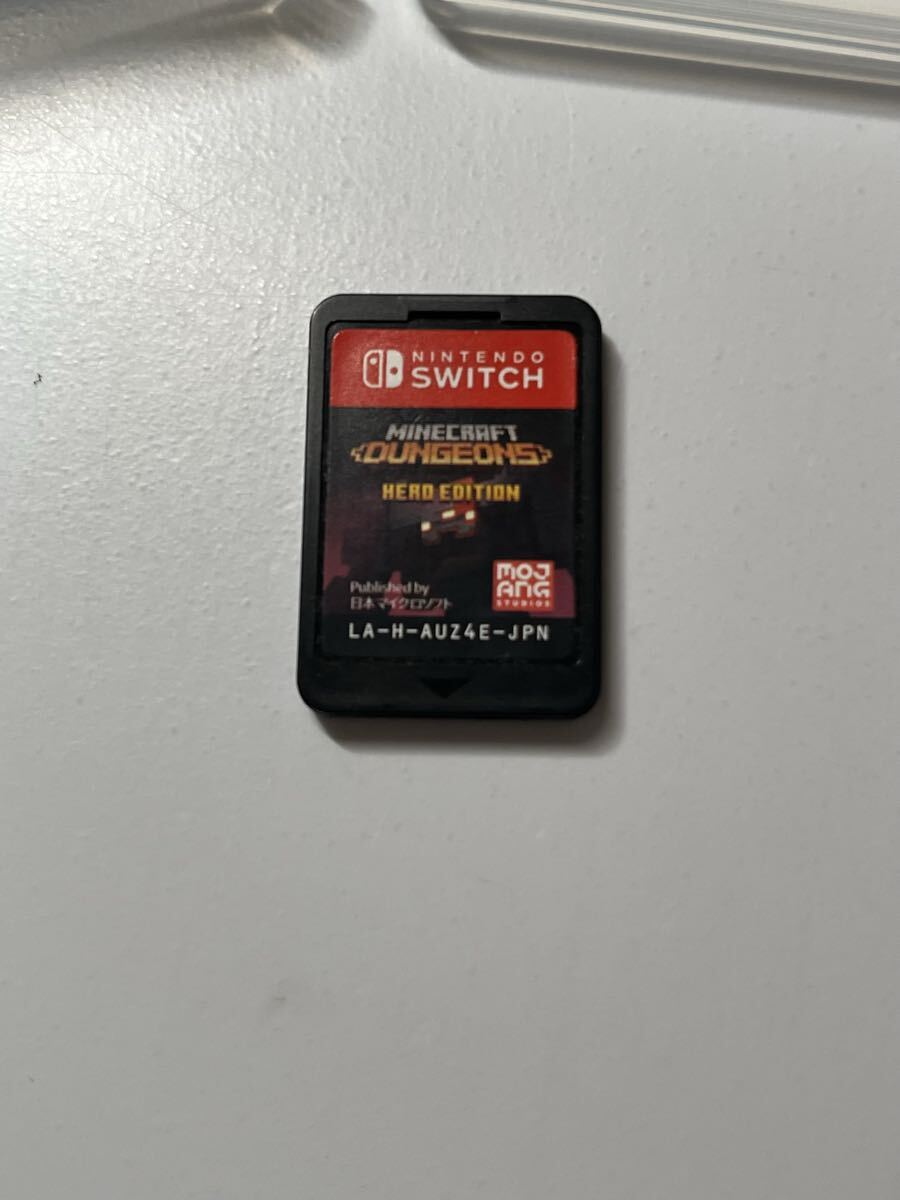 NINTENDO
SWITCH
MINECRAFT
DUNGEONS
HERO EDITION
Published by
日本マイクロソフト
MOJ
ANG
STUDIOS
LA-H-AUZ4E-JPN